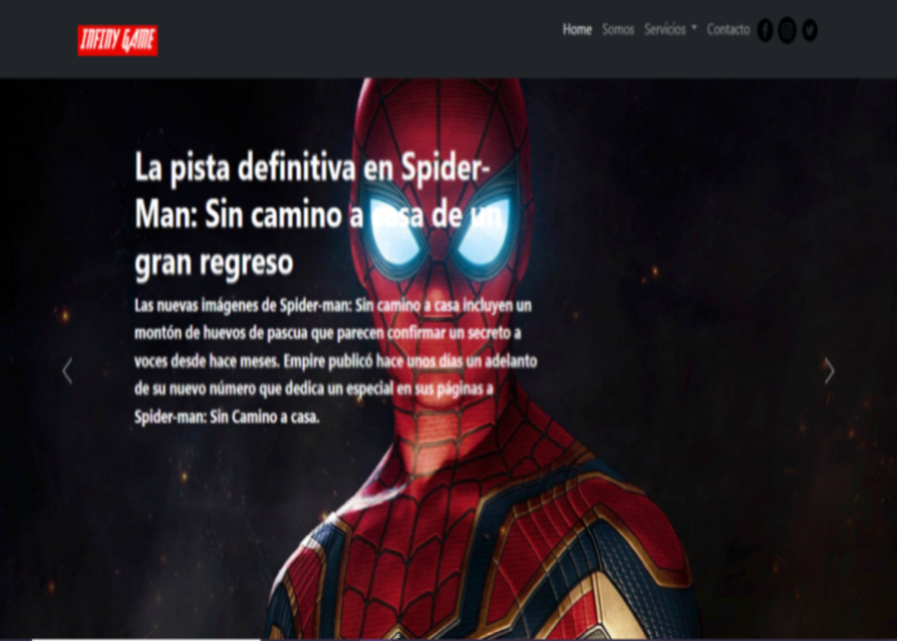 INFINY GAME
Home Somos Servicios Contacto
La pista definitiva en Spider-
Man: Sin camino a casa de un
gran regreso
Las nuevas imágenes de Spider-man: Sin camino a casa incluyen un
montón de huevos de pascua que parecen confirmar un secreto a
voces desde hace meses. Empire publicó hace unos días un adelanto
de su nuevo número que dedica un especial en sus páginas a
Spider-man: Sin Camino a casa.